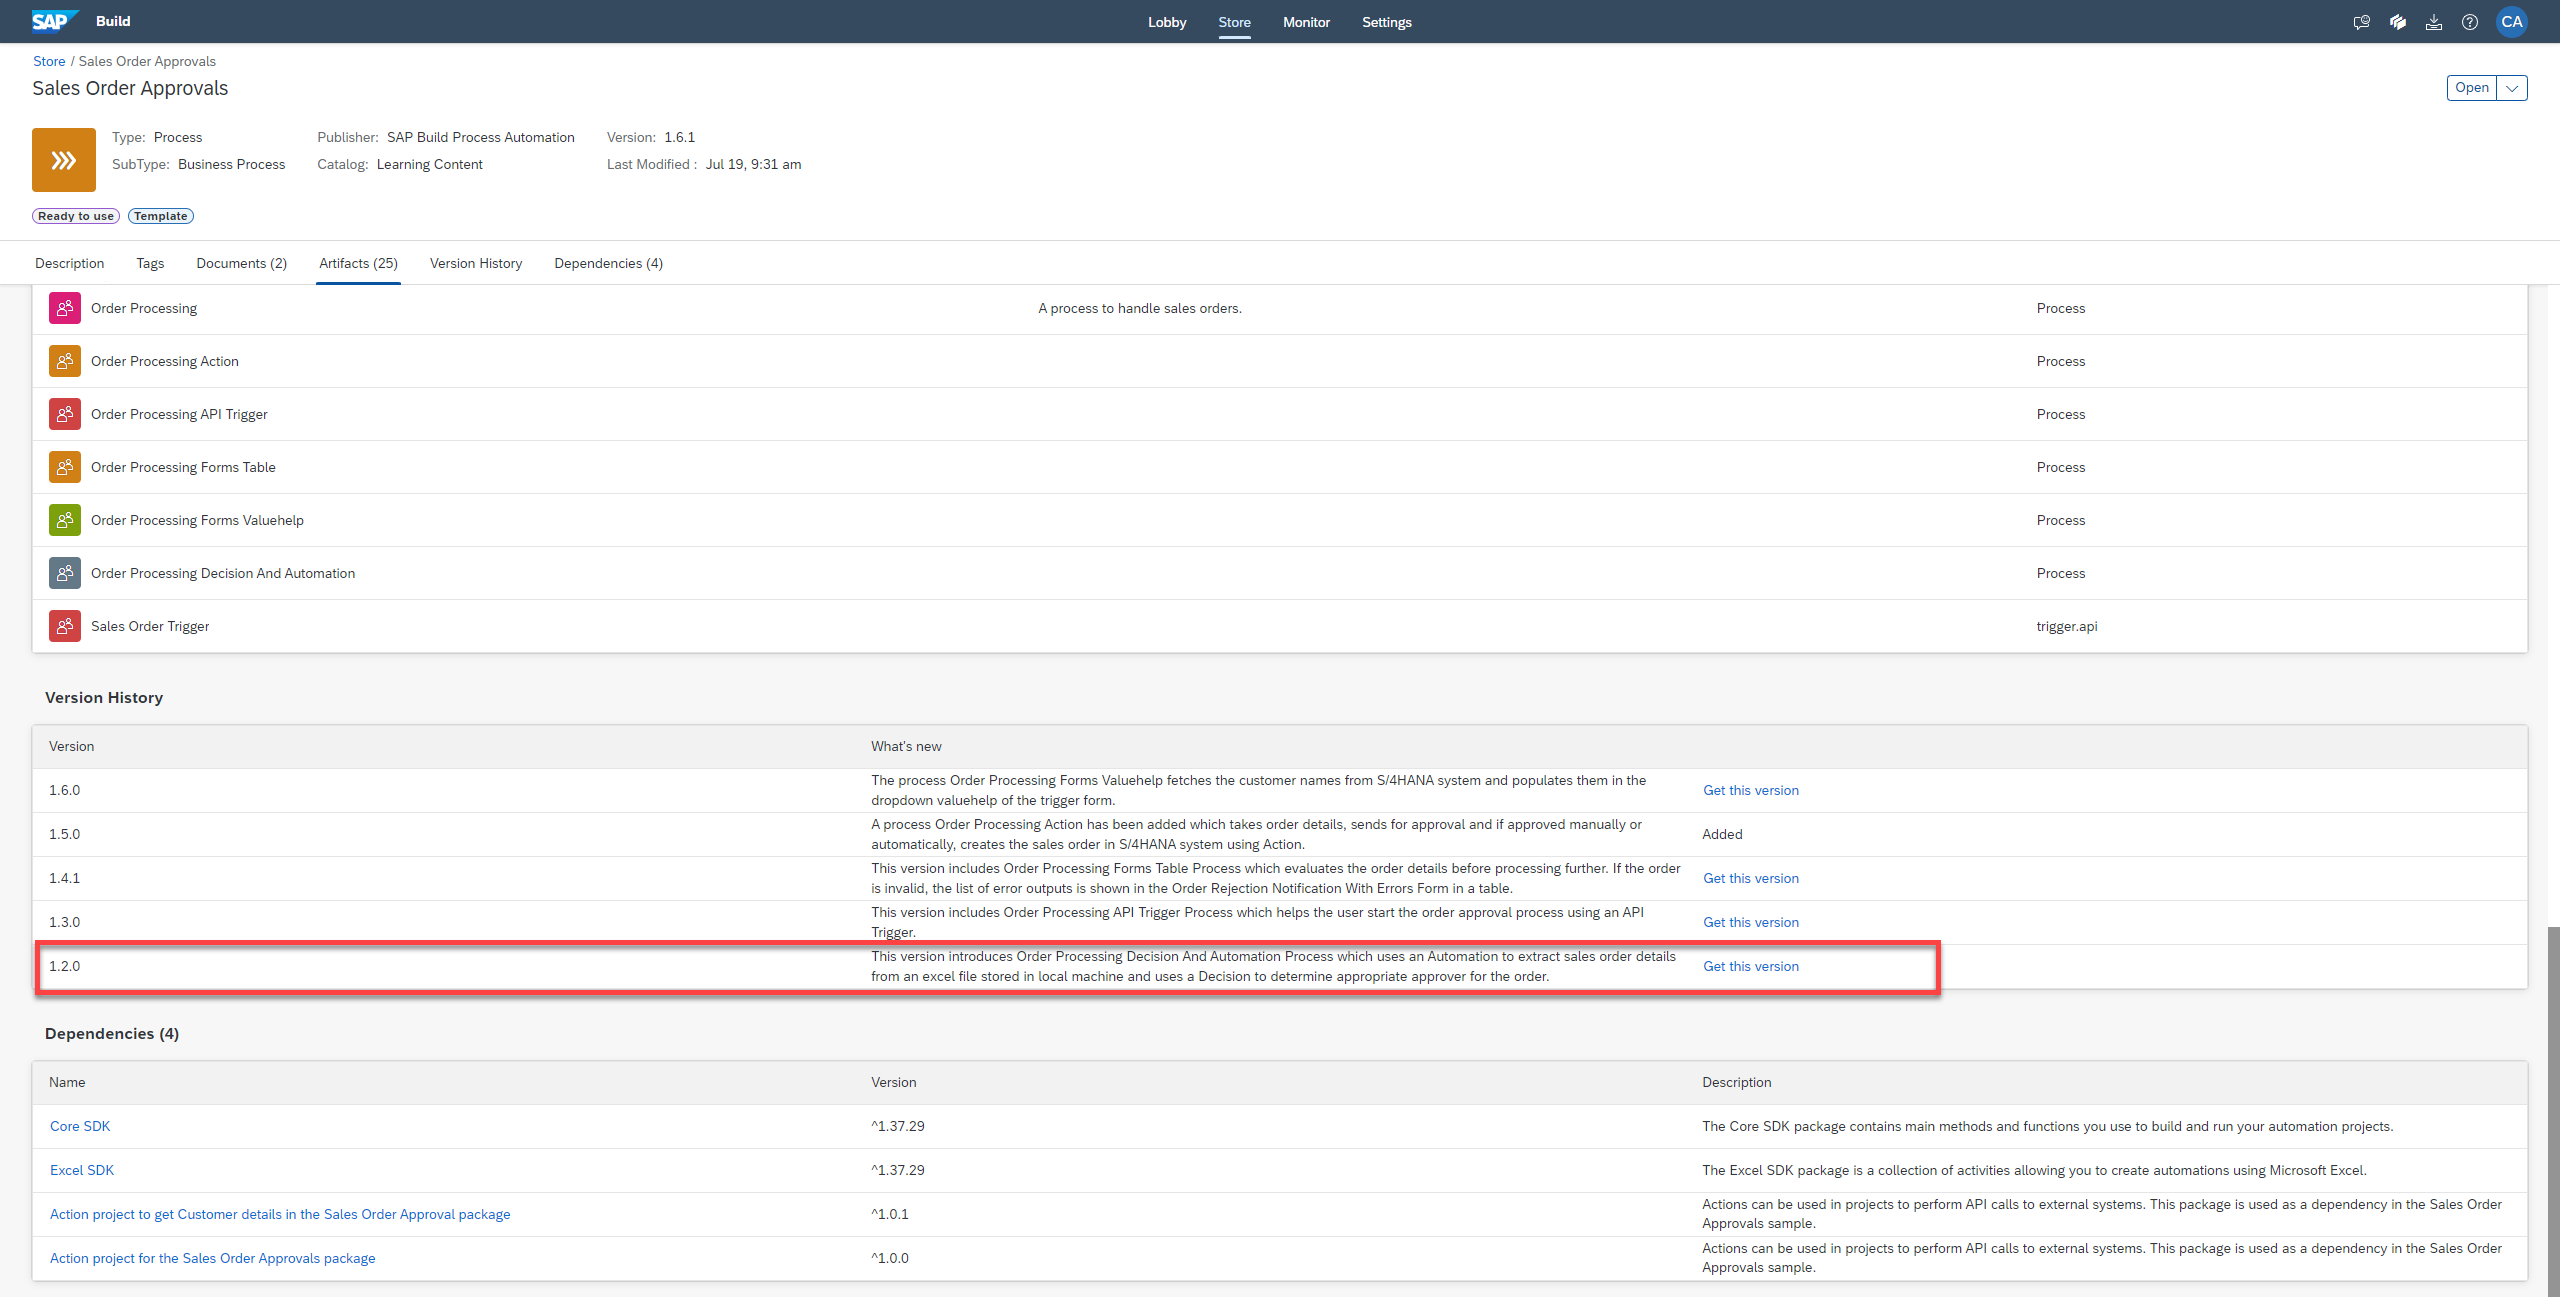 SAP Build Lobby Store Monitor Settings CA
Store / Sales Order Approvals
Sales Order Approvals Open
Type: Process Publisher: SAP Build Process Automation Version: 1.6.1
SubType: Business Process Catalog: Learning Content Last Modified : Jul 19, 9:31 am
Ready to use Template
Description Tags Documents (2) Artifacts (25) Version History Dependencies (4)
Order Processing A process to handle sales orders. Process
Order Processing Action Process
Order Processing API Trigger Process
Order Processing Forms Table Process
Order Processing Forms Valuehelp Process
Order Processing Decision And Automation Process
Sales Order Trigger trigger.api
Version History
Version What's new
1.6.0 The process Order Processing Forms Valuehelp fetches the customer names from S/4HANA system and populates them in the
dropdown valuehelp of the trigger form. Get this version
1.5.0 A process Order Processing Action has been added which takes order details, sends for approval and if approved manually or
automatically, creates the sales order in S/4HANA system using Action. Added
1.4.1 This version includes Order Processing Forms Table Process which evaluates the order details before processing further. If the order
is invalid, the list of error outputs is shown in the Order Rejection Notification With Errors Form in a table. Get this version
1.3.0 This version includes Order Processing API Trigger Process which helps the user start the order approval process using an API
Trigger. Get this version
1.2.0 This version introduces Order Processing Decision And Automation Process which uses an Automation to extract sales order details
from an excel file stored in local machine and uses a Decision to determine appropriate approver for the order. Get this version
Dependencies (4)
Name Version Description
Core SDK ^1.37.29 The Core SDK package contains main methods and functions you use to build and run your automation projects.
Excel SDK ^1.37.29 The Excel SDK package is a collection of activities allowing you to create automations using Microsoft Excel.
Action project to get Customer details in the Sales Order Approval package ^1.0.1 Actions can be used in projects to perform API calls to external systems. This package is used as a dependency in the Sales Order
Approvals sample.
Action project for the Sales Order Approvals package ^1.0.0 Actions can be used in projects to perform API calls to external systems. This package is used as a dependency in the Sales Order
Approvals sample.